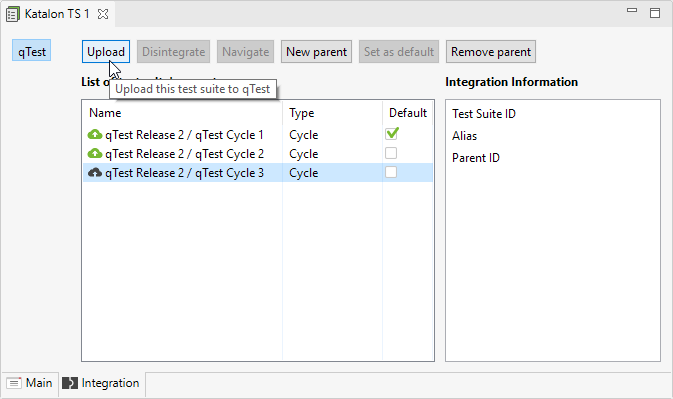 Katalon TS 1
qTest
Upload Disintegrate Navigate New parent Set as default Remove parent
List of
Integration Information
Upload this test suite to qTest
Name Type Default
Test Suite ID
qTest Release 2 / qTest Cycle 1 Cycle
Alias
qTest Release 2 / qTest Cycle 2 Cycle
Parent ID
qTest Release 2 / qTest Cycle 3 Cycle
Main Integration